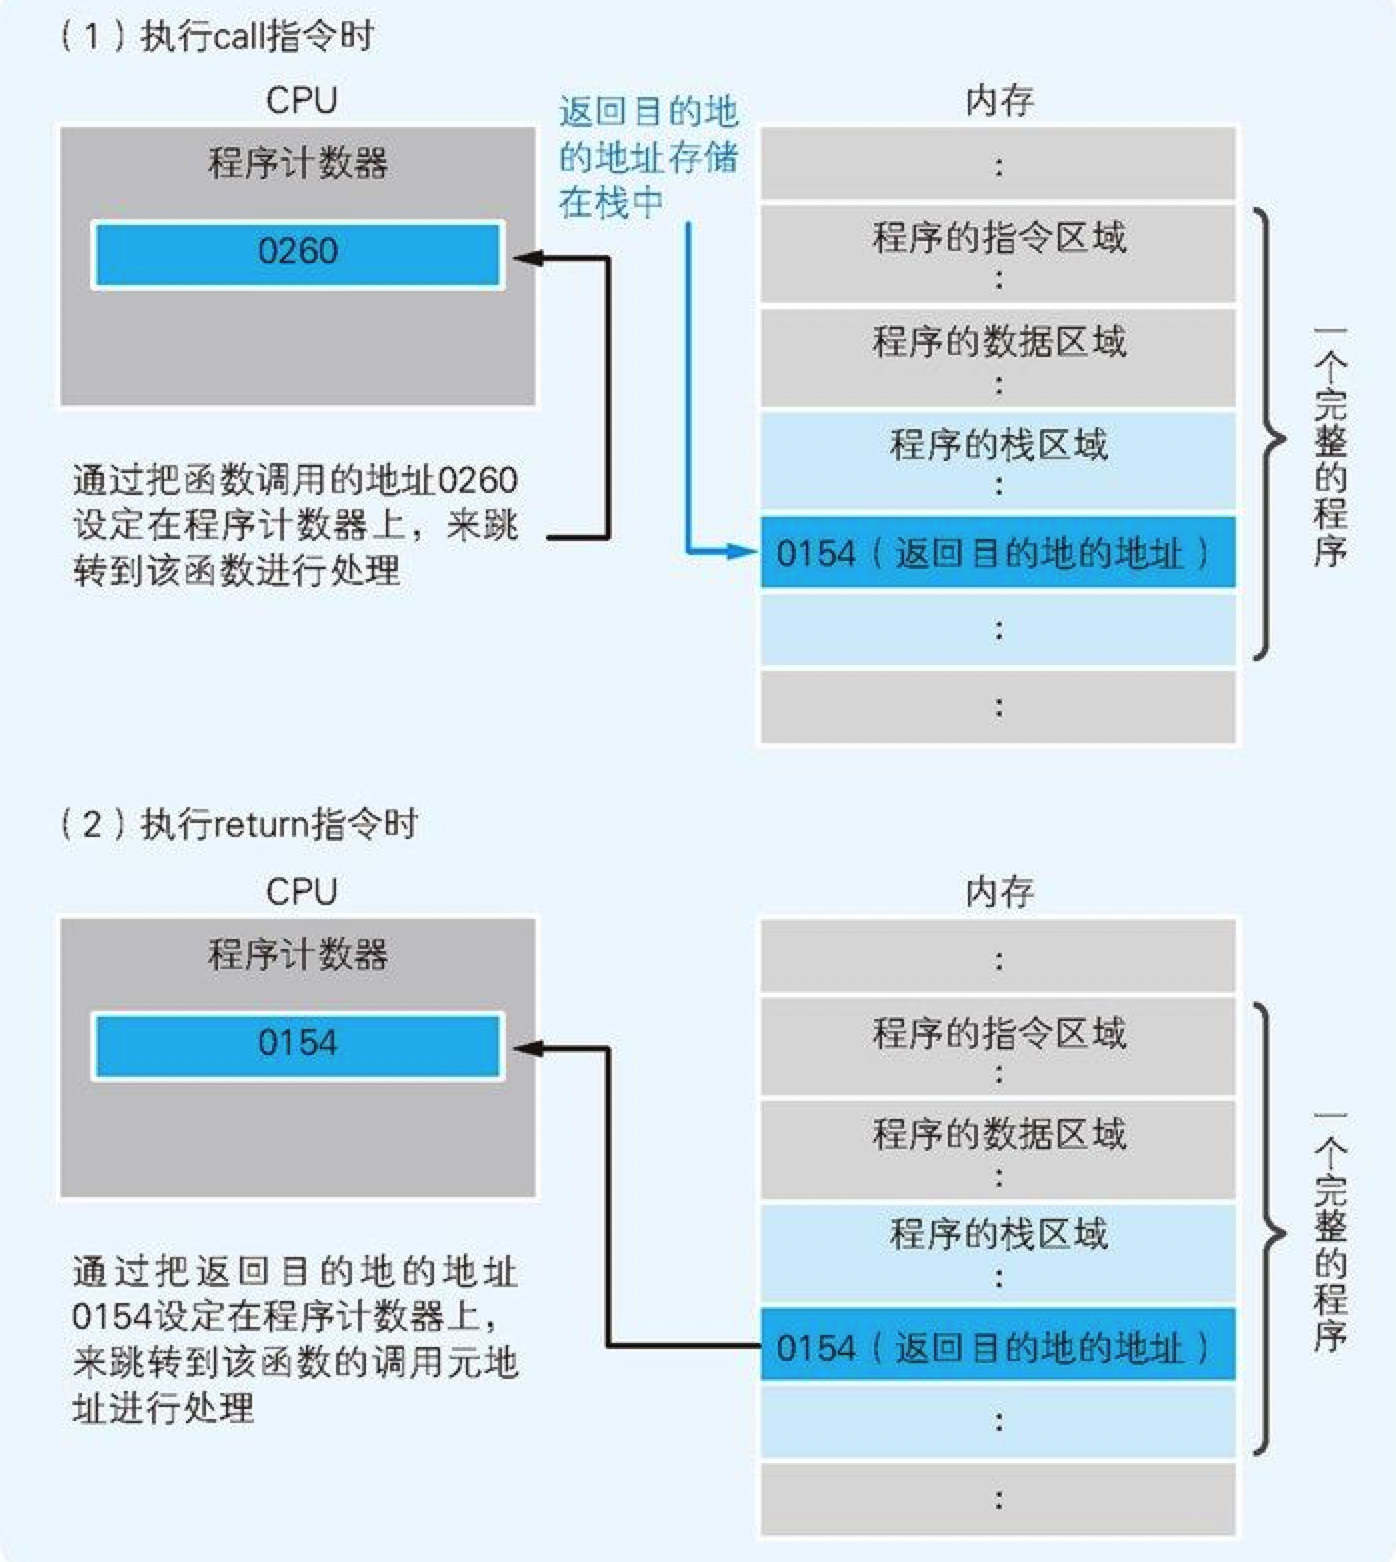 （1）执行call指令时
CPU
程序计数器
0260
通过把函数调用的地址0260
设定在程序计数器上，来跳
转到该函数进行处理
返回目的地
的地址存储
在栈中
内存
:
程序的指令区域
:
程序的数据区域
:
程序的栈区域
:
0154（返回目的地的地址）
:
:
一个完整的程序
（2）执行return指令时
CPU
程序计数器
0154
通过把返回目的地的地址
0154设定在程序计数器上，
来跳转到该函数的调用元地
址进行处理
内存
:
程序的指令区域
:
程序的数据区域
:
程序的栈区域
:
0154（返回目的地的地址）
:
:
一个完整的程序